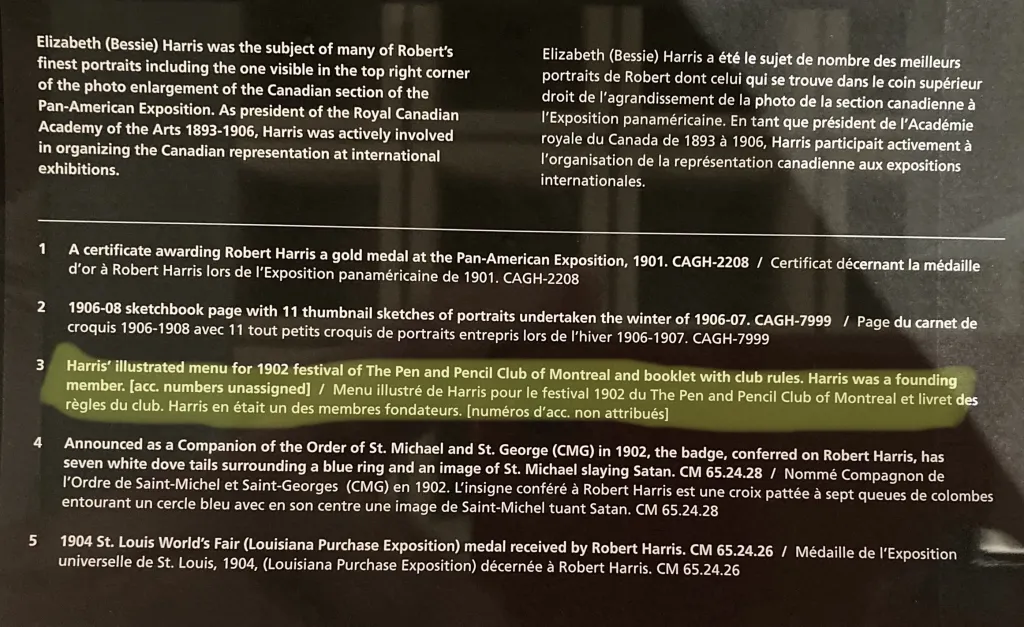 Elizabeth (Bessie) Harris was the subject of many of Robert's
finest portraits including the one visible in the top right corner
of the photo enlargement of the Canadian section of the
Pan-American Exposition. As president of the Royal Canadian
Academy of the Arts 1893-1906, Harris was actively involved
in organizing the Canadian representation at international
exhibitions.
Elizabeth (Bessie) Harris a été le sujet de nombre des meilleurs
portraits de Robert dont celui qui se trouve dans le coin supérieur
droit de l'agrandissement de la photo de la section canadienne à
l'Exposition panaméricaine. En tant que président de l'Académie
royale du Canada de 1893 à 1906, Harris participait activement à
l'organisation de la représentation canadienne aux expositions
internationales.
1 A certificate awarding Robert Harris a gold medal at the Pan-American Exposition, 1901. CAGH-2208 / Certificat décernant la médaille
d'or à Robert Harris lors de l'Exposition panaméricaine de 1901. CAGH-2208
2 1906-08 sketchbook page with 11 thumbnail sketches of portraits undertaken the winter of 1906-07. CAGH-7999 / Page du carnet de
croquis 1906-1908 avec 11 tout petits croquis de portraits entrepris lors de l'hiver 1906-1907. CAGH-7999
3 Harris' illustrated menu for 1902 festival of The Pen and Pencil Club of Montreal and booklet with club rules. Harris was a founding
member. [acc. numbers unassigned] / Menu illustré de Harris pour le festival 1902 du The Pen and Pencil Club of Montreal et livret des
règles du club. Harris en était un des membres fondateurs. [numéros d'acc. non attribués]
4 Announced as a Companion of the Order of St. Michael and St. George (CMG) in 1902, the badge, conferred on Robert Harris, has
seven white dove tails surrounding a blue ring and an image of St. Michael slaying Satan. CM 65.24.28 / Nommé Compagnon de
l'Ordre de Saint-Michel et Saint-Georges (CMG) en 1902. L'insigne conféré à Robert Harris est une croix pattée à sept queues de colombes
entourant un cercle bleu avec en son centre une image de Saint-Michel tuant Satan. CM 65.24.28
5 1904 St. Louis World's Fair (Louisiana Purchase Exposition) medal received by Robert Harris. CM 65.24.26 / Médaille de l'Exposition
universelle de St. Louis, 1904, (Louisiana Purchase Exposition) décernée à Robert Harris. CM 65.24.26